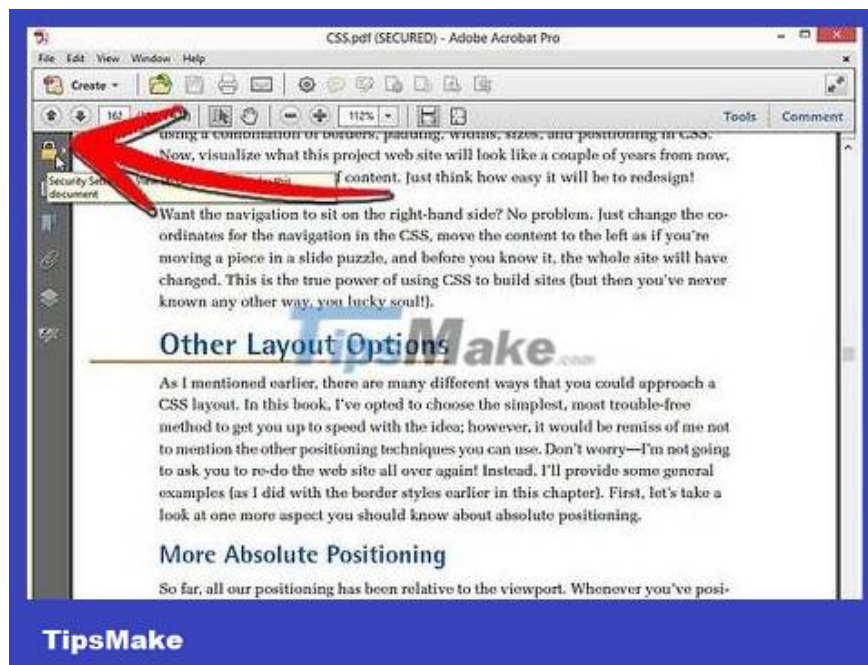 CSS.pdf (SECURED) - Adobe Acrobat Pro
File Edit View Window Help
Create
162 112% Tools Comment
using a combination of borders, padding, widths, sizes, and positioning in CSS.
Now, visualize what this project web site will look like a couple of years from now,
f content. Just think how easy it will be to redesign!
Security
document
Want the navigation to sit on the right-hand side? No problem. Just change the co-
ordinates for the navigation in the CSS, move the content to the left as if you're
moving a piece in a slide puzzle, and before you know it, the whole site will have
changed. This is the true power of using CSS to build sites (but then you've never
known any other way, you lucky soul!).
Other Layout Options
TipsMake.com
As I mentioned earlier, there are many different ways that you could approach a
CSS layout. In this book, I've opted to choose the simplest, most trouble-free
method to get you up to speed with the idea; however, it would be remiss of me not
to mention the other positioning techniques you can use. Don't worry—I'm not going
to ask you to re-do the web site all over again! Instead, I'll provide some general
examples (as I did with the border styles earlier in this chapter). First, let's take a
look at one more aspect you should know about absolute positioning.
More Absolute Positioning
So far, all our positioning has been relative to the viewport. Whenever you've posi-
TipsMake